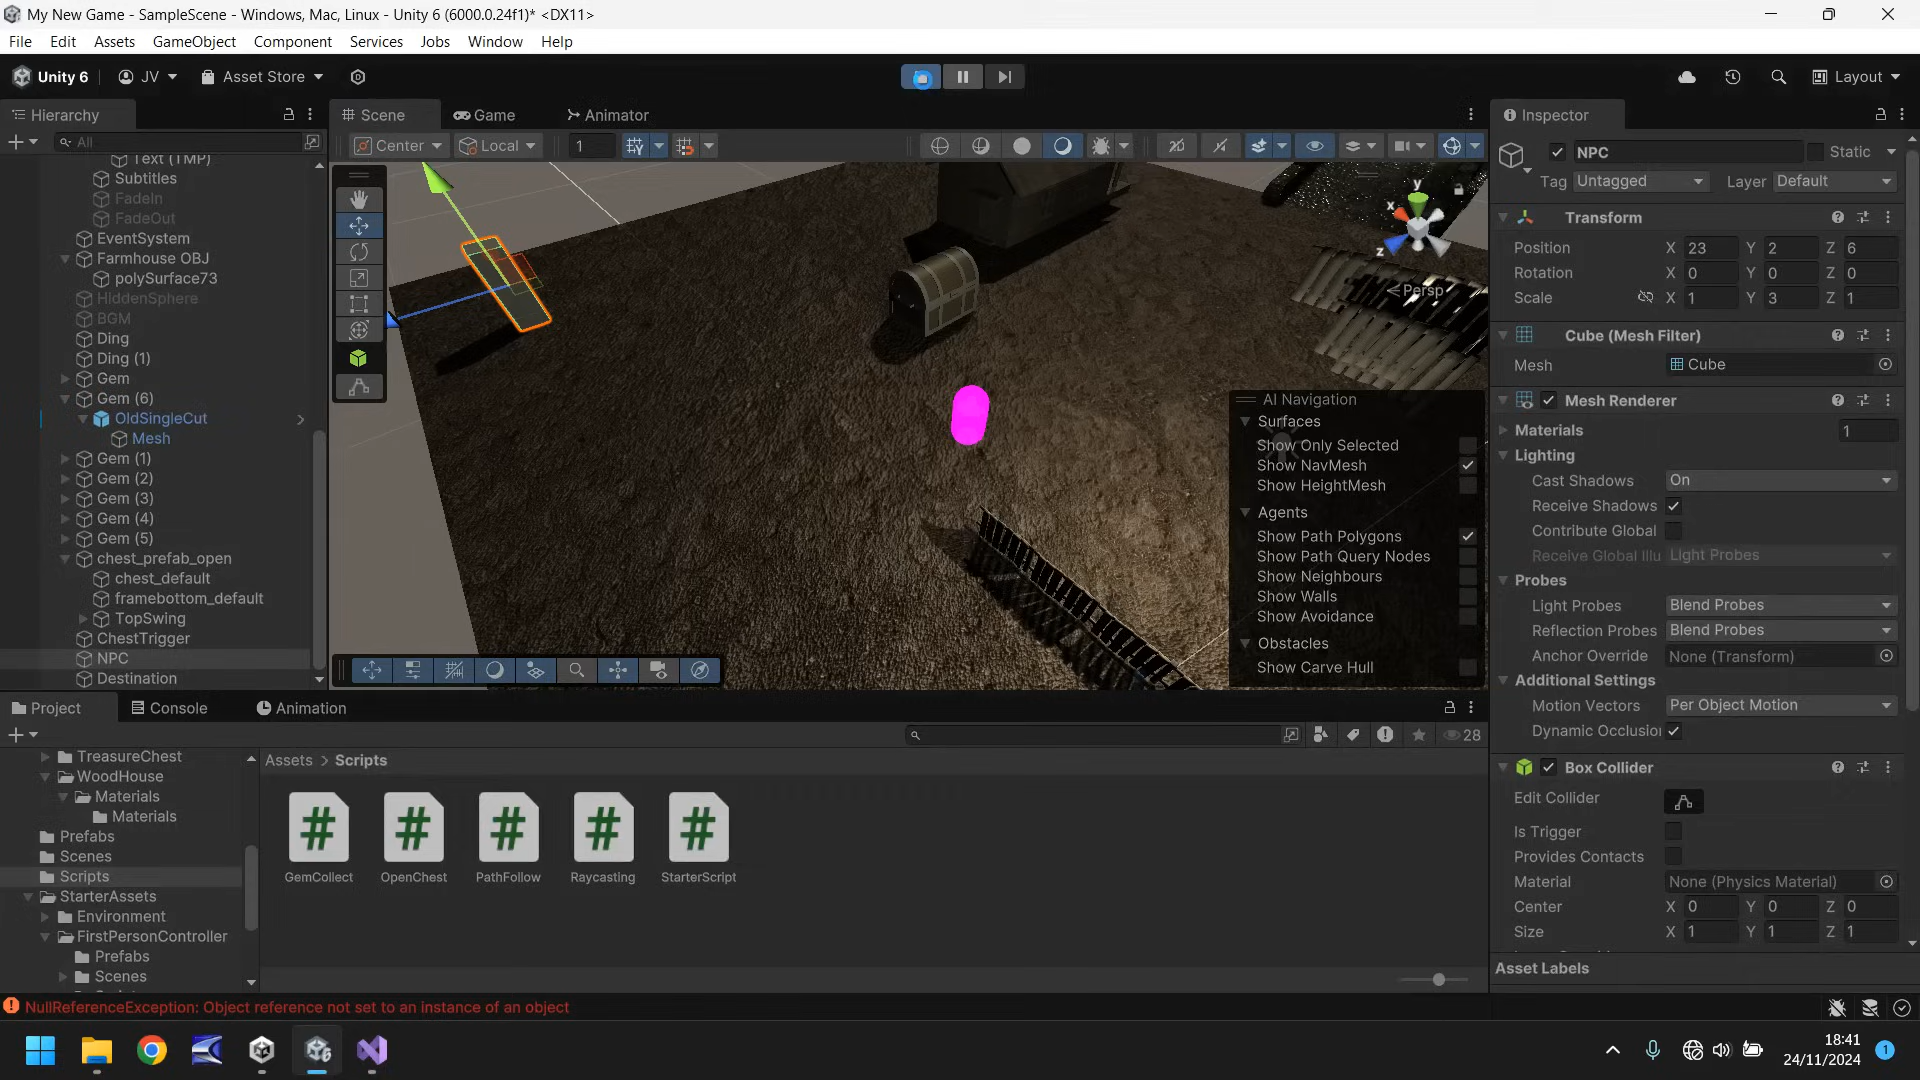 My New Game - SampleScene - Windows, Mac, Linux - Unity 6 (6000.0.24f1)* <DX11>
File Edit Assets GameObject Component Services Jobs Window Help
Unity 6 JV Asset Store Layout
Hierarchy
All
Text (TMP)
Subtitles
FadeIn
FadeOut
EventSystem
Farmhouse OBJ
polySurface73
HIddenSphere
BGM
Ding
Ding (1)
Gem
Gem (6)
OldSingleCut
Mesh
Gem (1)
Gem (2)
Gem (3)
Gem (4)
Gem (5)
chest_prefab_open
chest_default
framebottom_default
TopSwing
ChestTrigger
NPC
Destination
Scene Game Animator
Center Local 1
y
x
z
Persp
AI Navigation
Surfaces
Show Only Selected
Show NavMesh
Show HeightMesh
Agents
Show Path Polygons
Show Path Query Nodes
Show Neighbours
Show Walls
Show Avoidance
Obstacles
Show Carve Hull
Inspector
NPC Static
Tag Untagged Layer Default
Transform
Position X 23 Y 2 Z 6
Rotation X 0 Y 0 Z 0
Scale X 1 Y 3 Z 1
Cube (Mesh Filter)
Mesh Cube
Mesh Renderer
Materials 1
Lighting
Cast Shadows On
Receive Shadows
Contribute Global
Receive Global Illu Light Probes
Probes
Light Probes Blend Probes
Reflection Probes Blend Probes
Anchor Override None (Transform)
Additional Settings
Motion Vectors Per Object Motion
Dynamic Occlusio
Box Collider
Edit Collider
Is Trigger
Provides Contacts
Material None (Physics Material)
Center X 0 Y 0 Z 0
Size X 1 Y 1 Z 1
Asset Labels
Project Console Animation
28
TreasureChest
WoodHouse
Materials
Materials
Prefabs
Scenes
Scripts
StarterAssets
Environment
FirstPersonController
Prefabs
Scenes
Assets > Scripts
# # # # #
GemCollect OpenChest PathFollow Raycasting StarterScript
NullReferenceException: Object reference not set to an instance of an object
18:41
24/11/2024
1